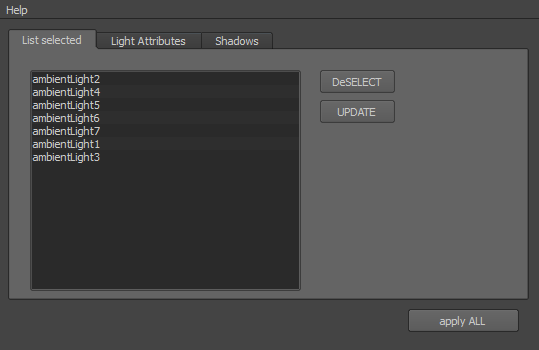 Help
List selected Light Attributes Shadows
ambientLight2
ambientLight4
ambientLight5
ambientLight6
ambientLight7
ambientLight1
ambientLight3
DeSELECT
UPDATE
apply ALL